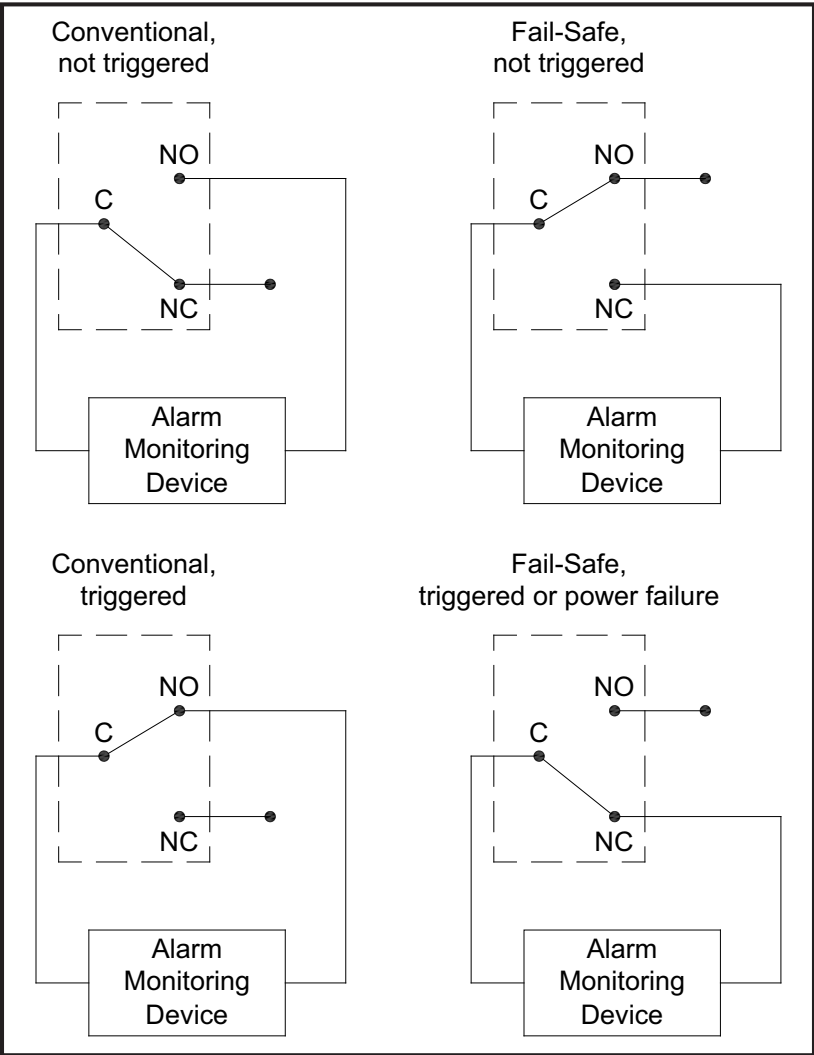 Conventional,
not triggered
NO
C
NC
Alarm
Monitoring
Device
Fail-Safe,
not triggered
NO
C
NC
Alarm
Monitoring
Device
Conventional,
triggered
NO
C
NC
Alarm
Monitoring
Device
Fail-Safe,
triggered or power failure
NO
C
NC
Alarm
Monitoring
Device